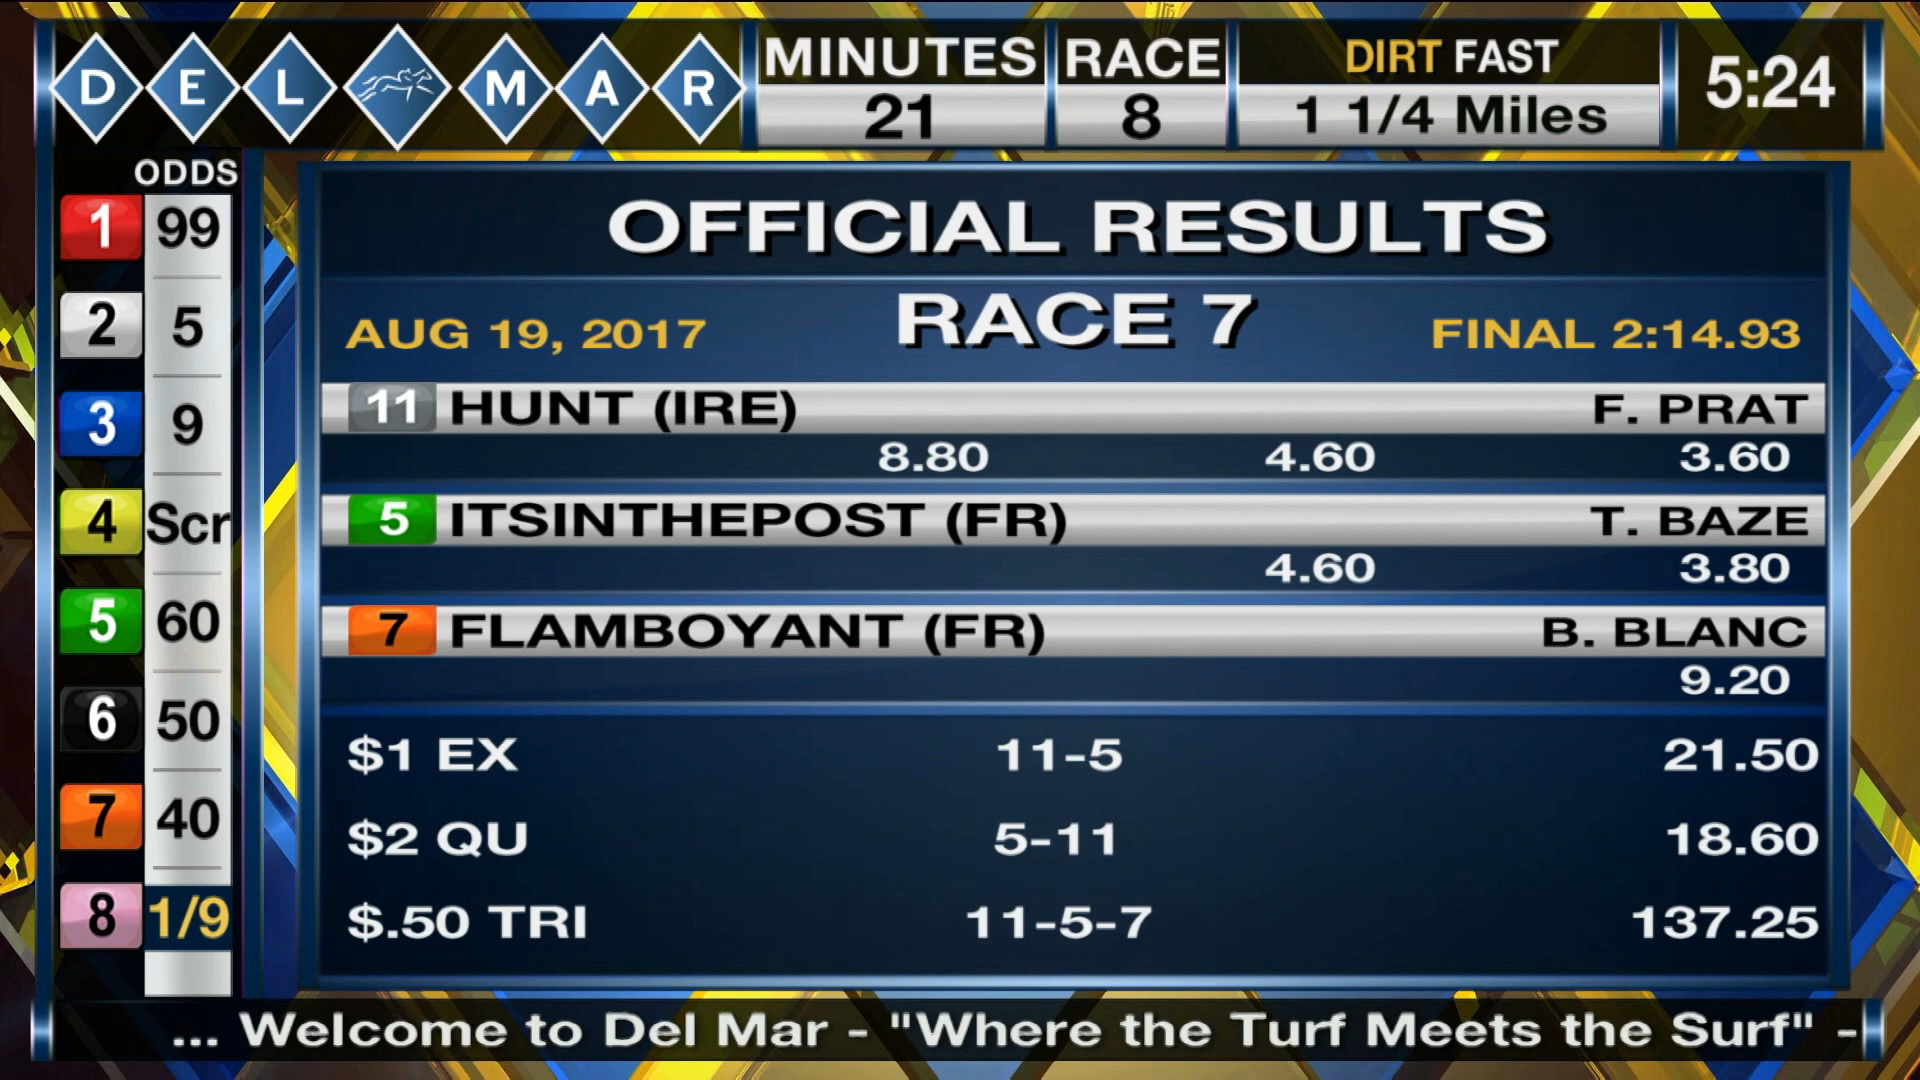 DEL MAR
MINUTES
21
RACE
8
DIRT FAST
1 1/4 Miles
5:24
ODDS
1 99
2 5
3 9
4 Scr
5 60
6 50
7 40
8 1/9
OFFICIAL RESULTS
AUG 19, 2017 RACE 7 FINAL 2:14.93
11 HUNT (IRE) F. PRAT
8.80 4.60 3.60
5 ITSINTHEPOST (FR) T. BAZE
4.60 3.80
7 FLAMBOYANT (FR) B. BLANC
9.20
$1 EX 11-5 21.50
$2 QU 5-11 18.60
$.50 TRI 11-5-7 137.25
... Welcome to Del Mar - "Where the Turf Meets the Surf" -